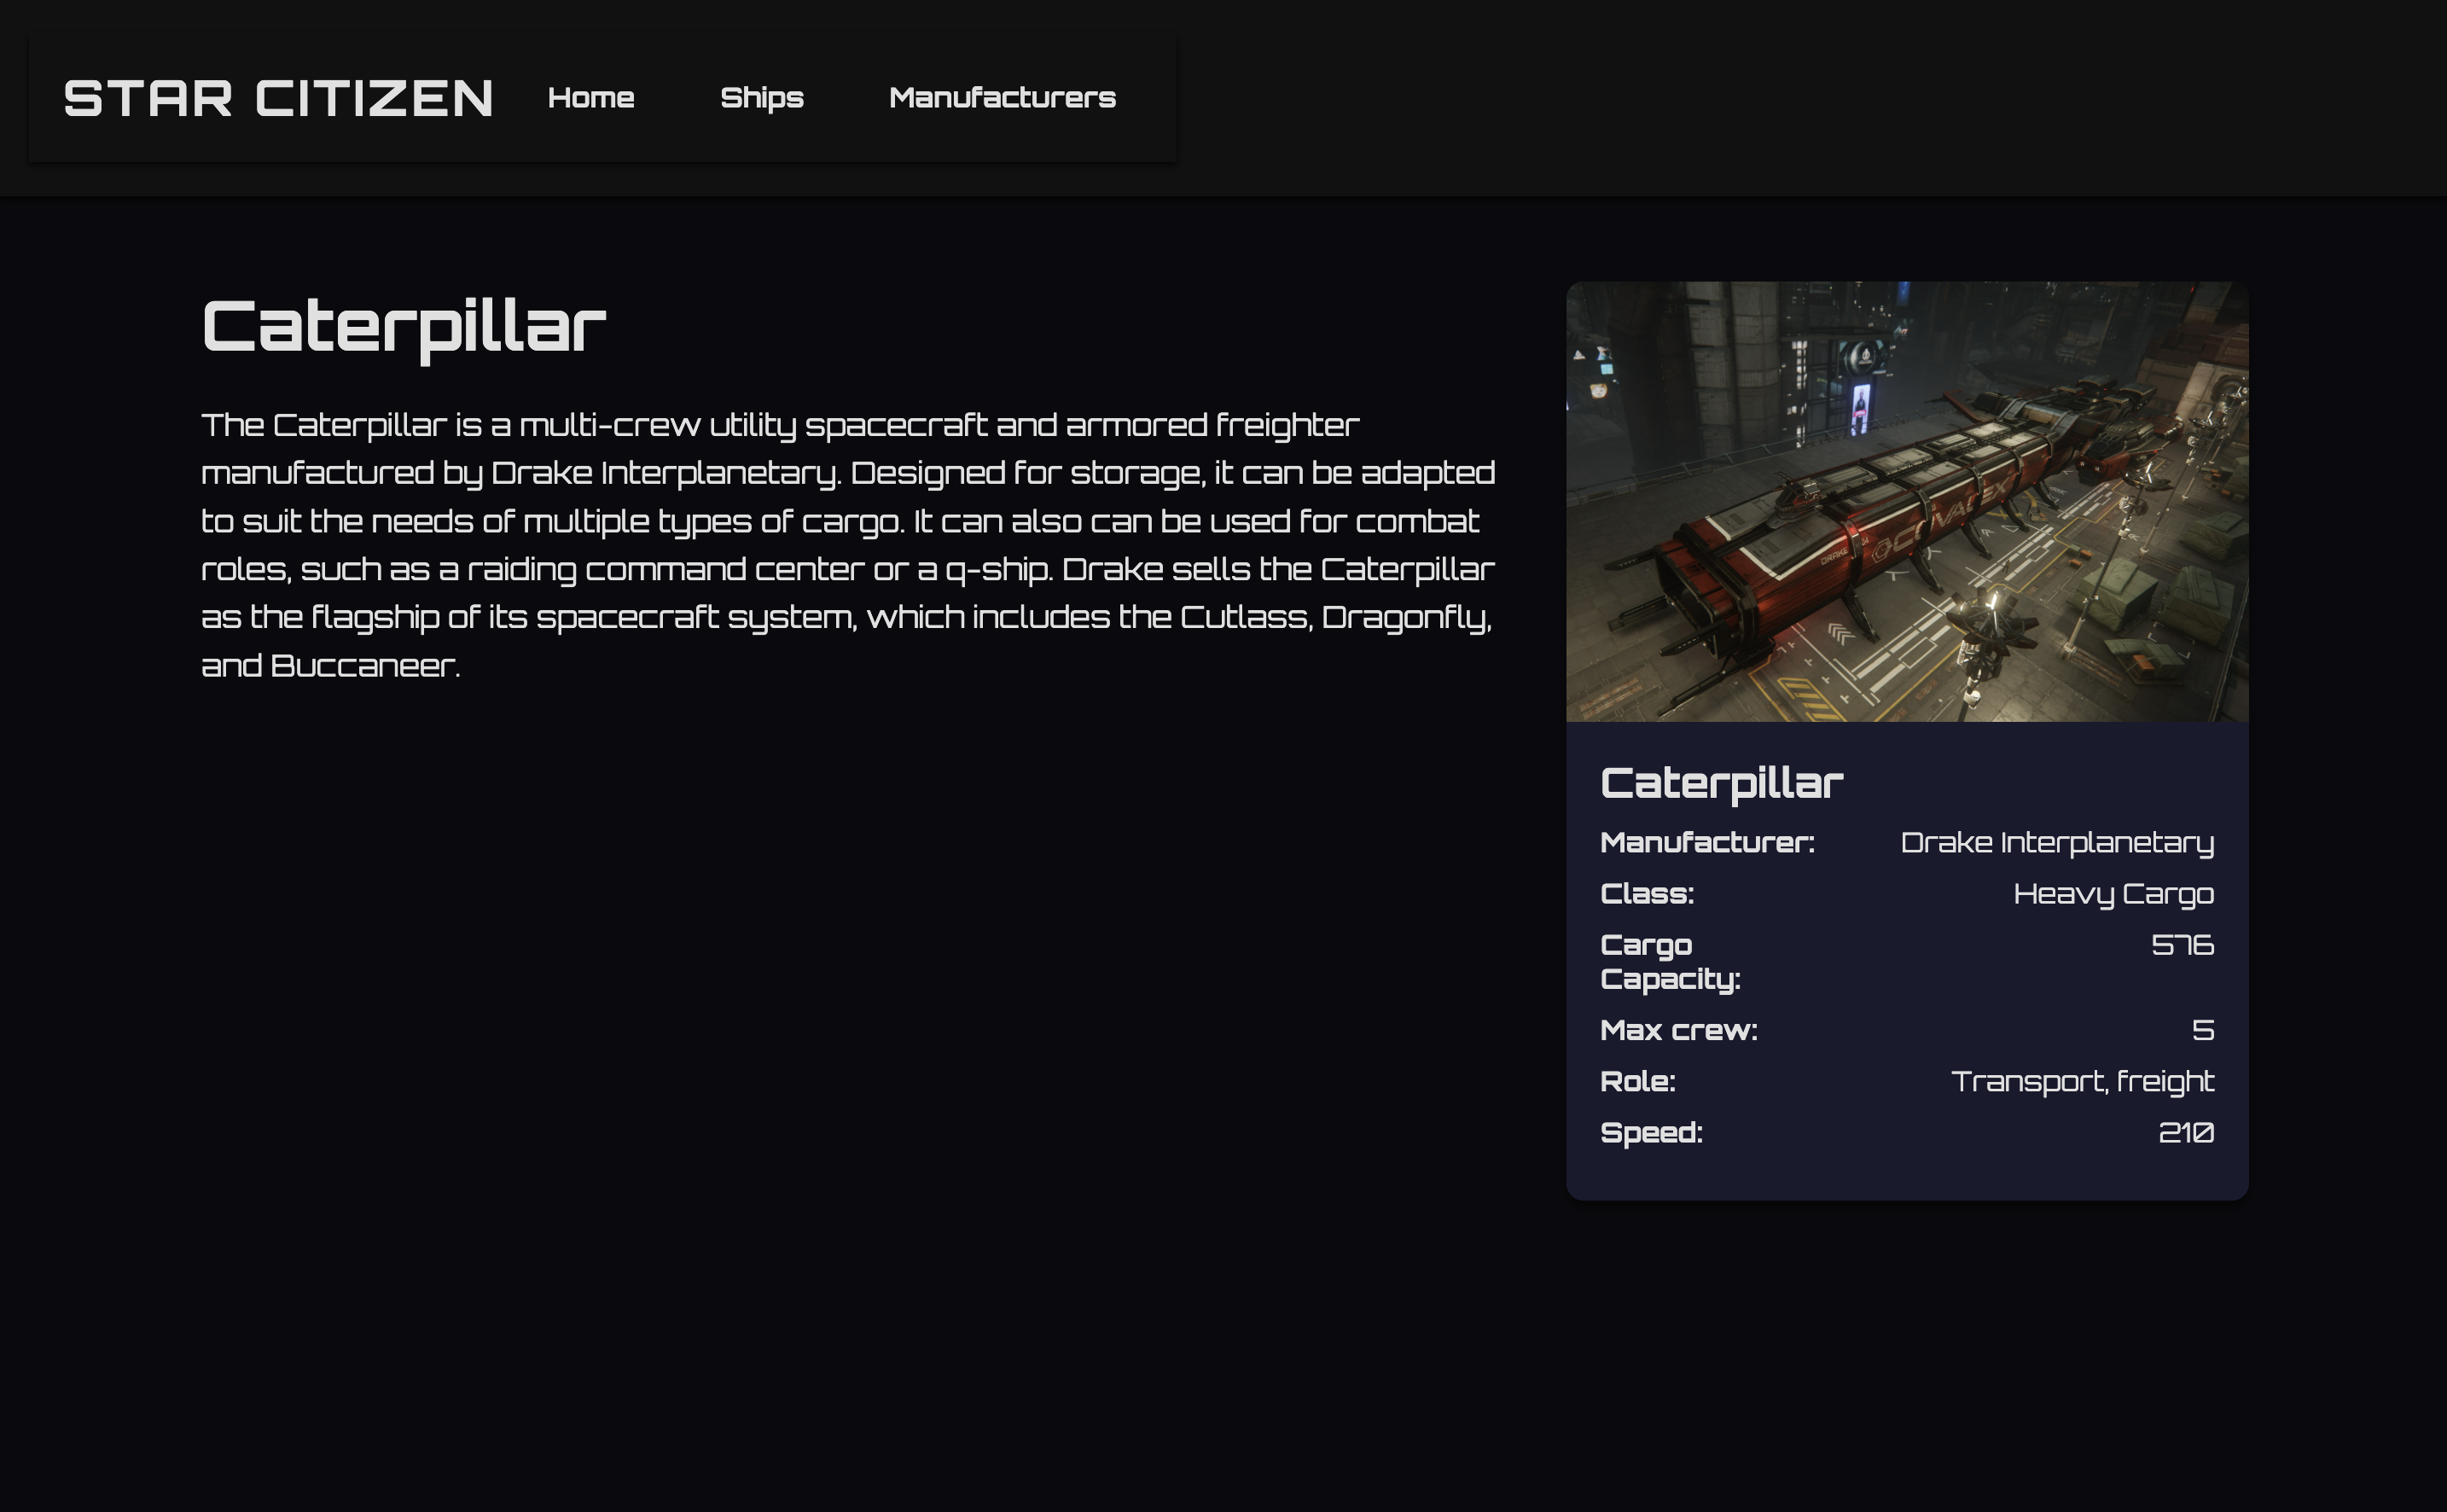 STAR CITIZEN Home Ships Manufacturers
Caterpillar
The Caterpillar is a multi-crew utility spacecraft and armored freighter
manufactured by Drake Interplanetary. Designed for storage, it can be adapted
to suit the needs of multiple types of cargo. It can also can be used for combat
roles, such as a raiding command center or a q-ship. Drake sells the Caterpillar
as the flagship of its spacecraft system, which includes the Cutlass, Dragonfly,
and Buccaneer.
DRAKE
COVALEX
Caterpillar
Manufacturer: Drake Interplanetary
Class: Heavy Cargo
Cargo 576
Capacity:
Max crew: 5
Role: Transport, freight
Speed: 210